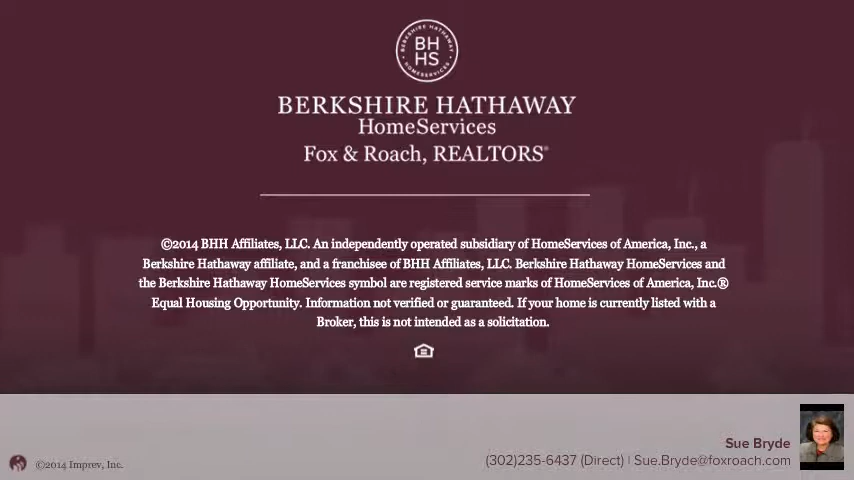 BERKSHIRE HATHAWAY
HOMESERVICES
BH
HS
BERKSHIRE HATHAWAY
HomeServices
Fox & Roach, REALTORS®
©2014 BHH Affiliates, LLC. An independently operated subsidiary of HomeServices of America, Inc., a
Berkshire Hathaway affiliate, and a franchisee of BHH Affiliates, LLC. Berkshire Hathaway HomeServices and
the Berkshire Hathaway HomeServices symbol are registered service marks of HomeServices of America, Inc.®
Equal Housing Opportunity. Information not verified or guaranteed. If your home is currently listed with a
Broker, this is not intended as a solicitation.
Sue Bryde
(302)235-6437 (Direct) | Sue.Bryde@foxroach.com
©2014 Imprev, Inc.